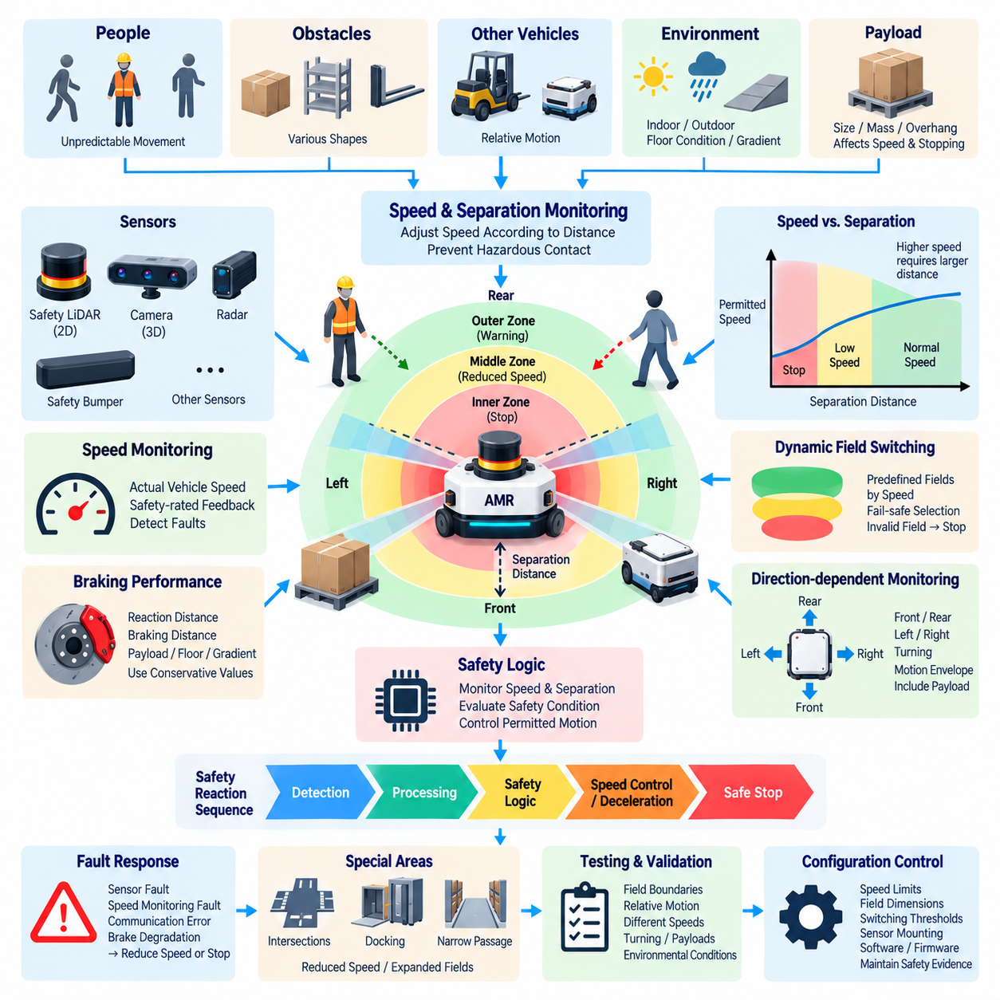 People
Unpredictable Movement
Obstacles
Various Shapes
Other Vehicles
Relative Motion
Environment
Indoor / Outdoor
Floor Condition / Gradient
Payload
Size / Mass / Overhang
Affects Speed & Stopping
Speed & Separation Monitoring
Adjust Speed According to Distance
Prevent Hazardous Contact
Sensors
Safety LiDAR
(2D)
Camera
(3D)
Radar
Safety Bumper
Other Sensors
Speed vs. Separation
Higher speed
requires larger
distance
Permitted
Speed
Stop
Low
Speed
Normal
Speed
Separation Distance
Rear
Outer Zone
(Warning)
Middle Zone
(Reduced Speed)
Inner Zone
(Stop)
Left
Right
AMR
Separation
Distance
Front
Speed Monitoring
Actual Vehicle Speed
Safety-rated Feedback
Detect Faults
Dynamic Field Switching
Predefined Fields
by Speed
Fail-safe Selection
Invalid Field → Stop
Braking Performance
Reaction Distance
Braking Distance
Payload / Floor / Gradient
Use Conservative Values
Direction-dependent Monitoring
Rear
Left
Right
Front
Front / Rear
Left / Right
Turning
Motion Envelope
Include Payload
Safety Logic
Monitor Speed & Separation
Evaluate Safety Condition
Control Permitted Motion
Safety
Reaction
Sequence
Detection
Processing
Safety
Logic
Speed Control
/ Deceleration
Safe Stop
Fault Response
Sensor Fault
Speed Monitoring Fault
Communication Error
Brake Degradation
→ Reduce Speed or Stop
Special Areas
Intersections
Docking
Narrow Passage
Reduced Speed / Expanded Fields
Testing & Validation
Field Boundaries
Relative Motion
Different Speeds
Turning / Payloads
Environmental Conditions
Configuration Control
Speed Limits
Field Dimensions
Switching Thresholds
Sensor Mounting
Software / Firmware
Maintain Safety Evidence